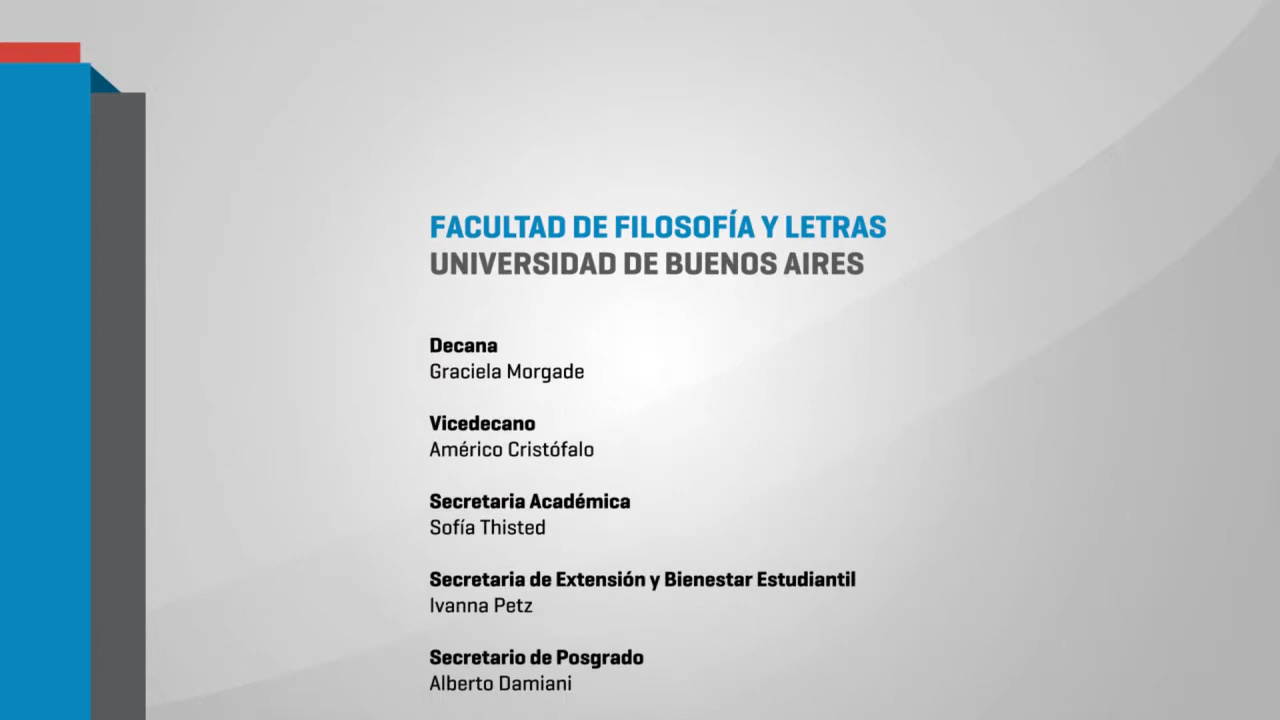 FACULTAD DE FILOSOFÍA Y LETRAS
UNIVERSIDAD DE BUENOS AIRES
Decana
Graciela Morgade
Vicedecano
Américo Cristófalo
Secretaria Académica
Sofía Thisted
Secretaria de Extensión y Bienestar Estudiantil
Ivanna Petz
Secretario de Posgrado
Alberto Damiani